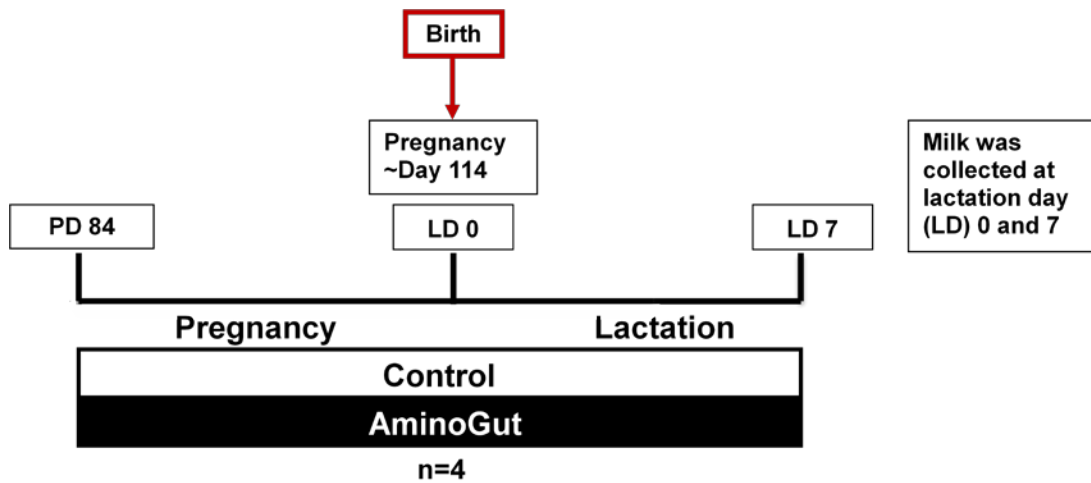 Birth
Pregnancy
~Day 114
Milk was
collected at
lactation day
(LD) 0 and 7
PD 84
LD 0
LD 7
Pregnancy
Lactation
Control
AminoGut
n=4